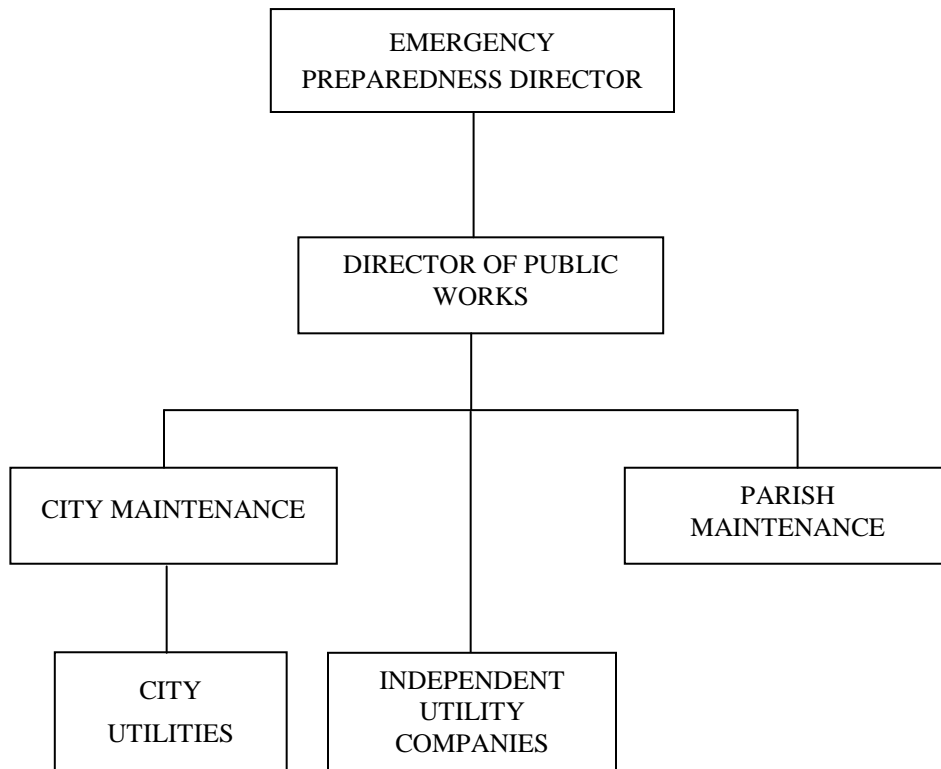 EMERGENCY
PREPAREDNESS DIRECTOR
DIRECTOR OF PUBLIC
WORKS
CITY MAINTENANCE
PARISH
MAINTENANCE
CITY
UTILITIES
INDEPENDENT
UTILITY
COMPANIES